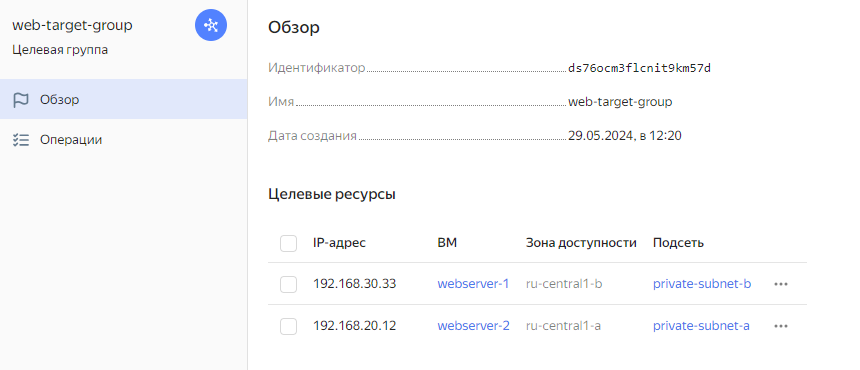 web-target-group
Целевая группа
Обзор
Операции
Обзор
Идентификатор ds76ocm3flcnit9km57d
Имя web-target-group
Дата создания 29.05.2024, в 12:20
Целевые ресурсы
IP-адрес ВМ Зона доступности Подсеть
192.168.30.33 webserver-1 ru-central1-b private-subnet-b
192.168.20.12 webserver-2 ru-central1-a private-subnet-a